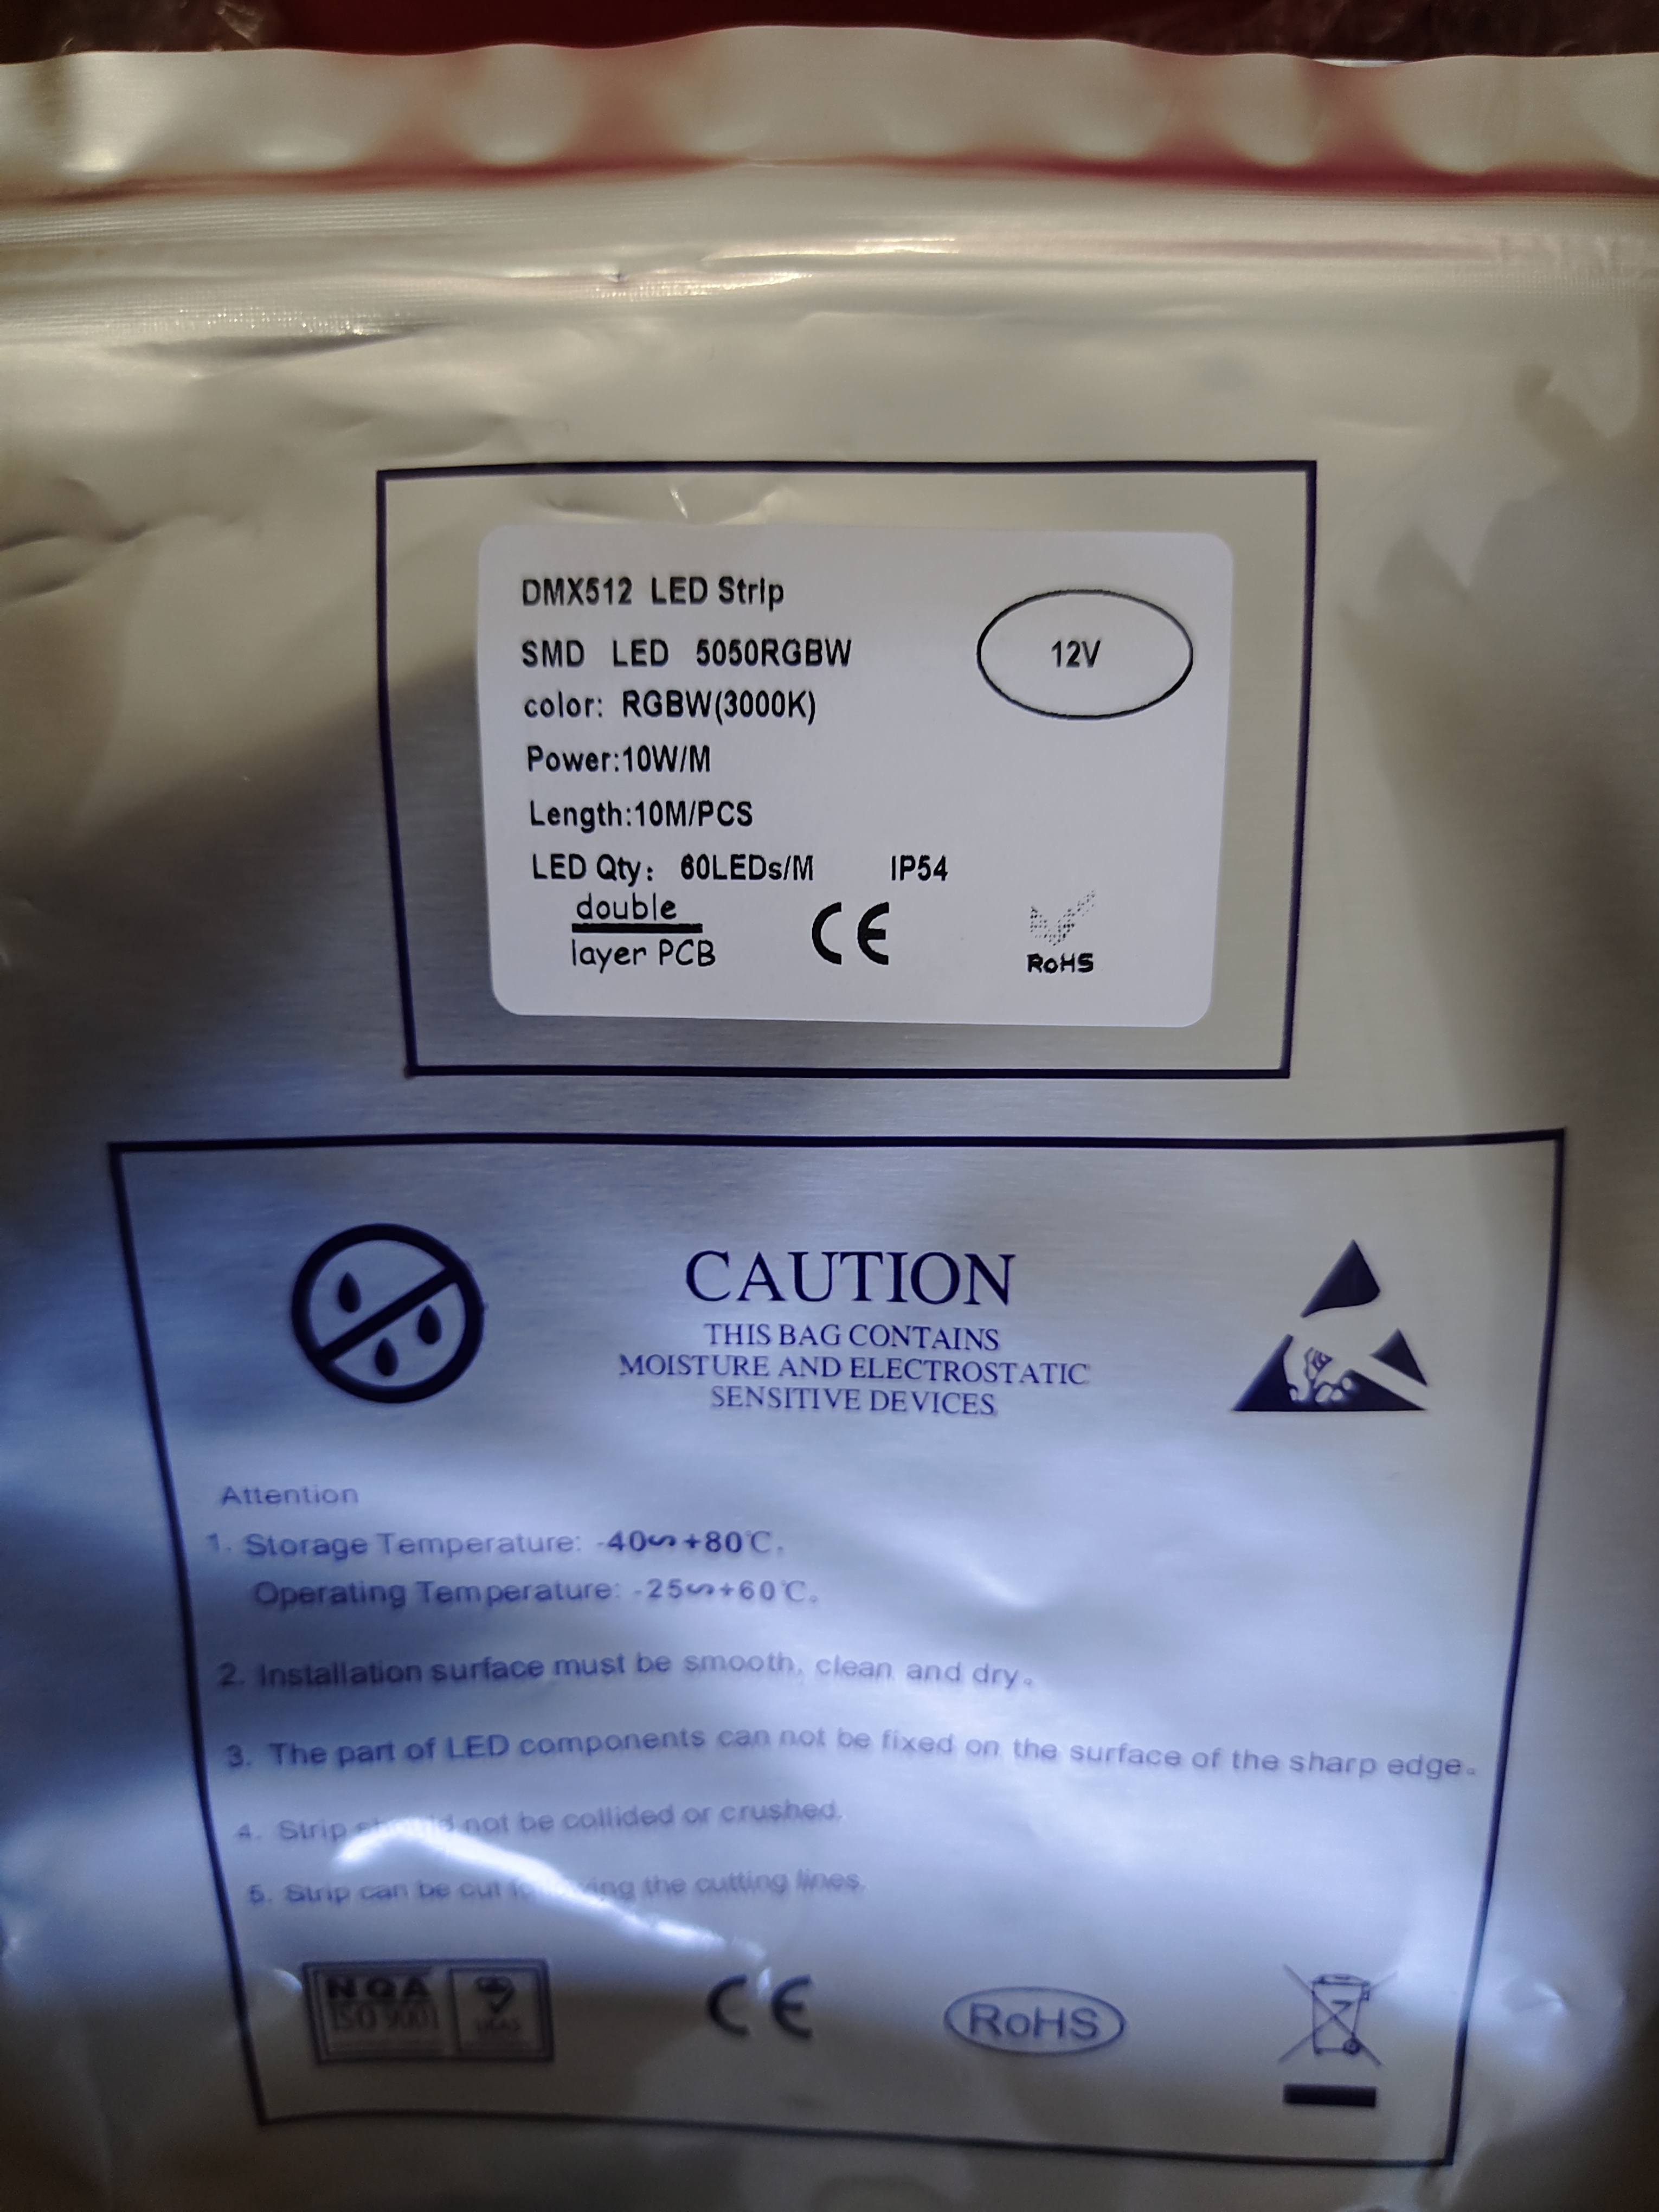 DMX512 LED Strip
12V
SMD LED 5050RGBW
color: RGBW(3000K)
Power:10W/M
Length:10M/PCS
LED Qty: 60LEDs/M IP54
double
layer PCB
CE
RoHS
CAUTION
THIS BAG CONTAINS
MOISTURE AND ELECTROSTATIC
SENSITIVE DEVICES
Attention
1. Storage Temperature: -40∽+80℃.
Operating Temperature: -25∽+60℃。
2. Installation surface must be smooth, clean and dry。
3. The part of LED components can not be fixed on the surface of the sharp edge。
4. Strip should not be collided or crushed.
5. Strip can be cut following the cutting lines.
NQA
ISO 9001
UKAS
CE
RoHS